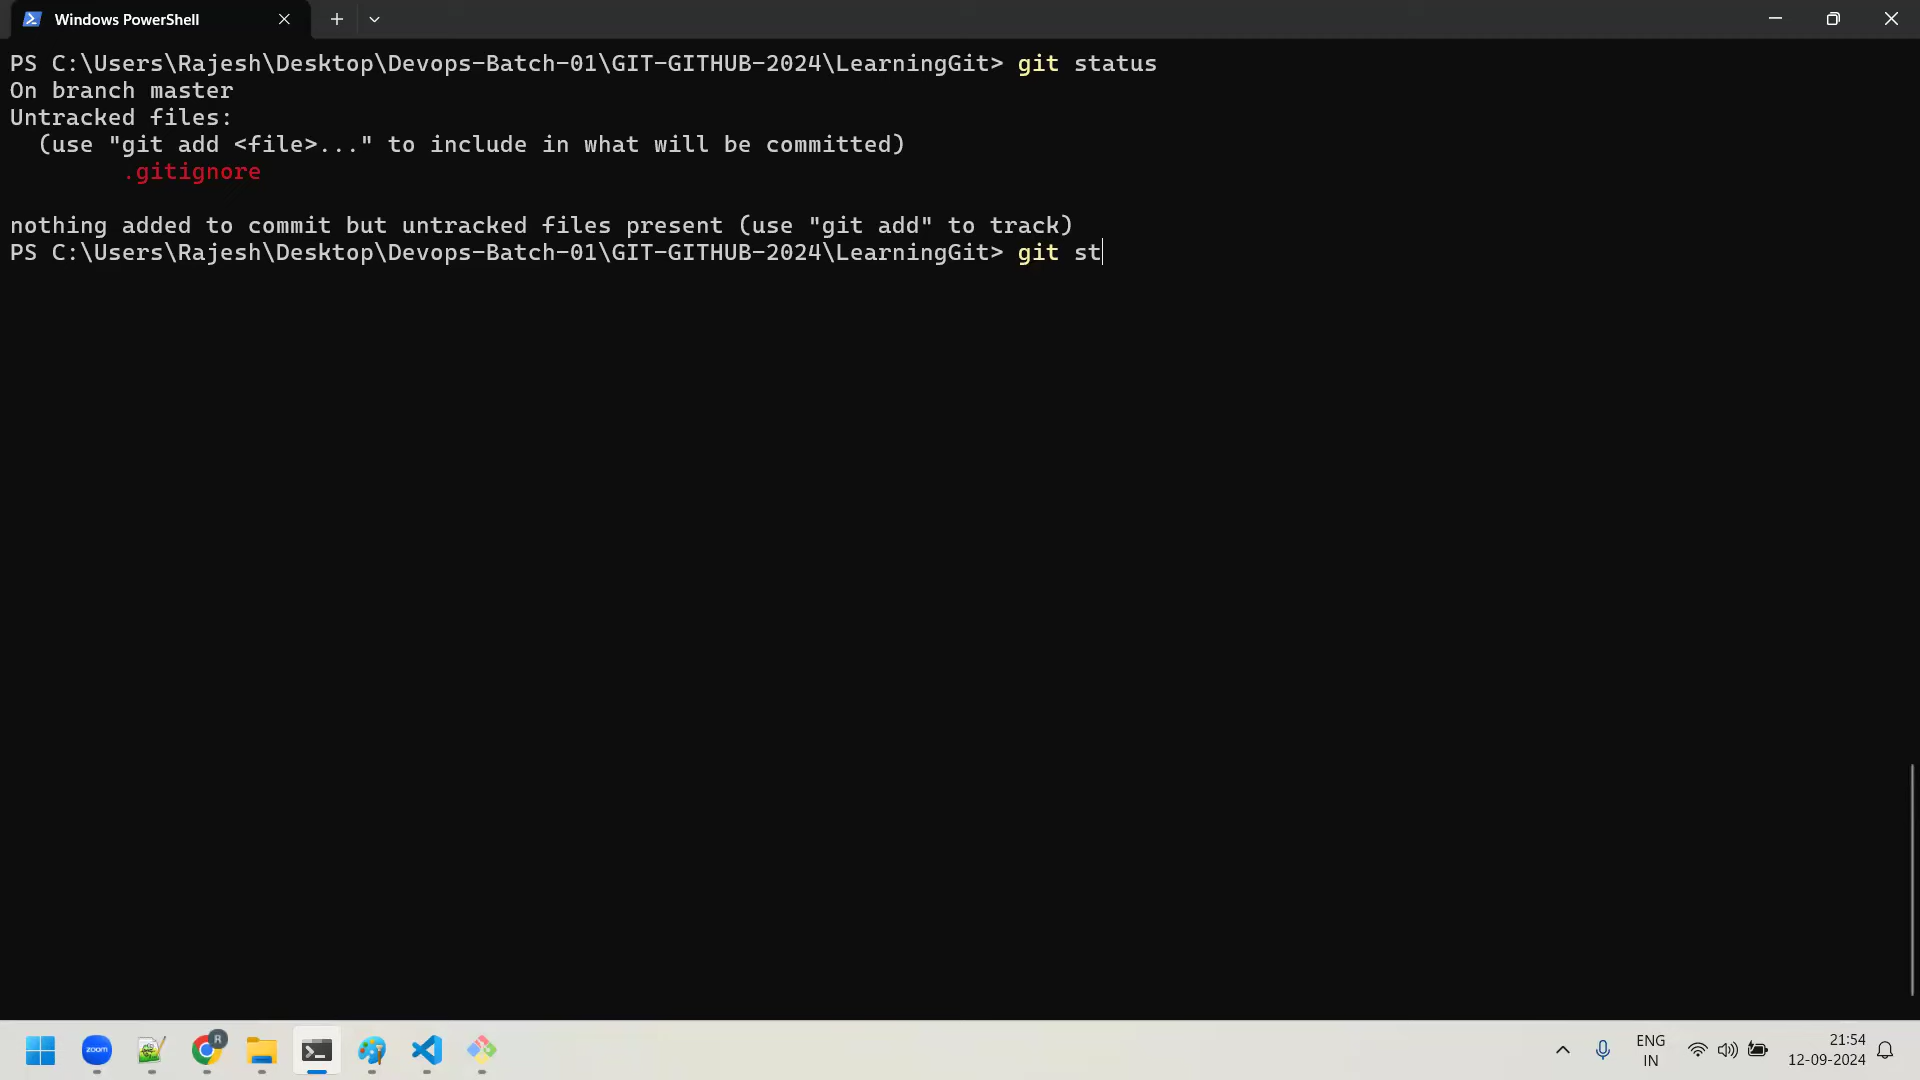 Windows PowerShell
PS C:\Users\Rajesh\Desktop\Devops-Batch-01\GIT-GITHUB-2024\LearningGit> git status
On branch master
Untracked files:
  (use "git add <file>..." to include in what will be committed)
        .gitignore
nothing added to commit but untracked files present (use "git add" to track)
PS C:\Users\Rajesh\Desktop\Devops-Batch-01\GIT-GITHUB-2024\LearningGit> git st
zoom
R
ENG
IN
21:54
12-09-2024